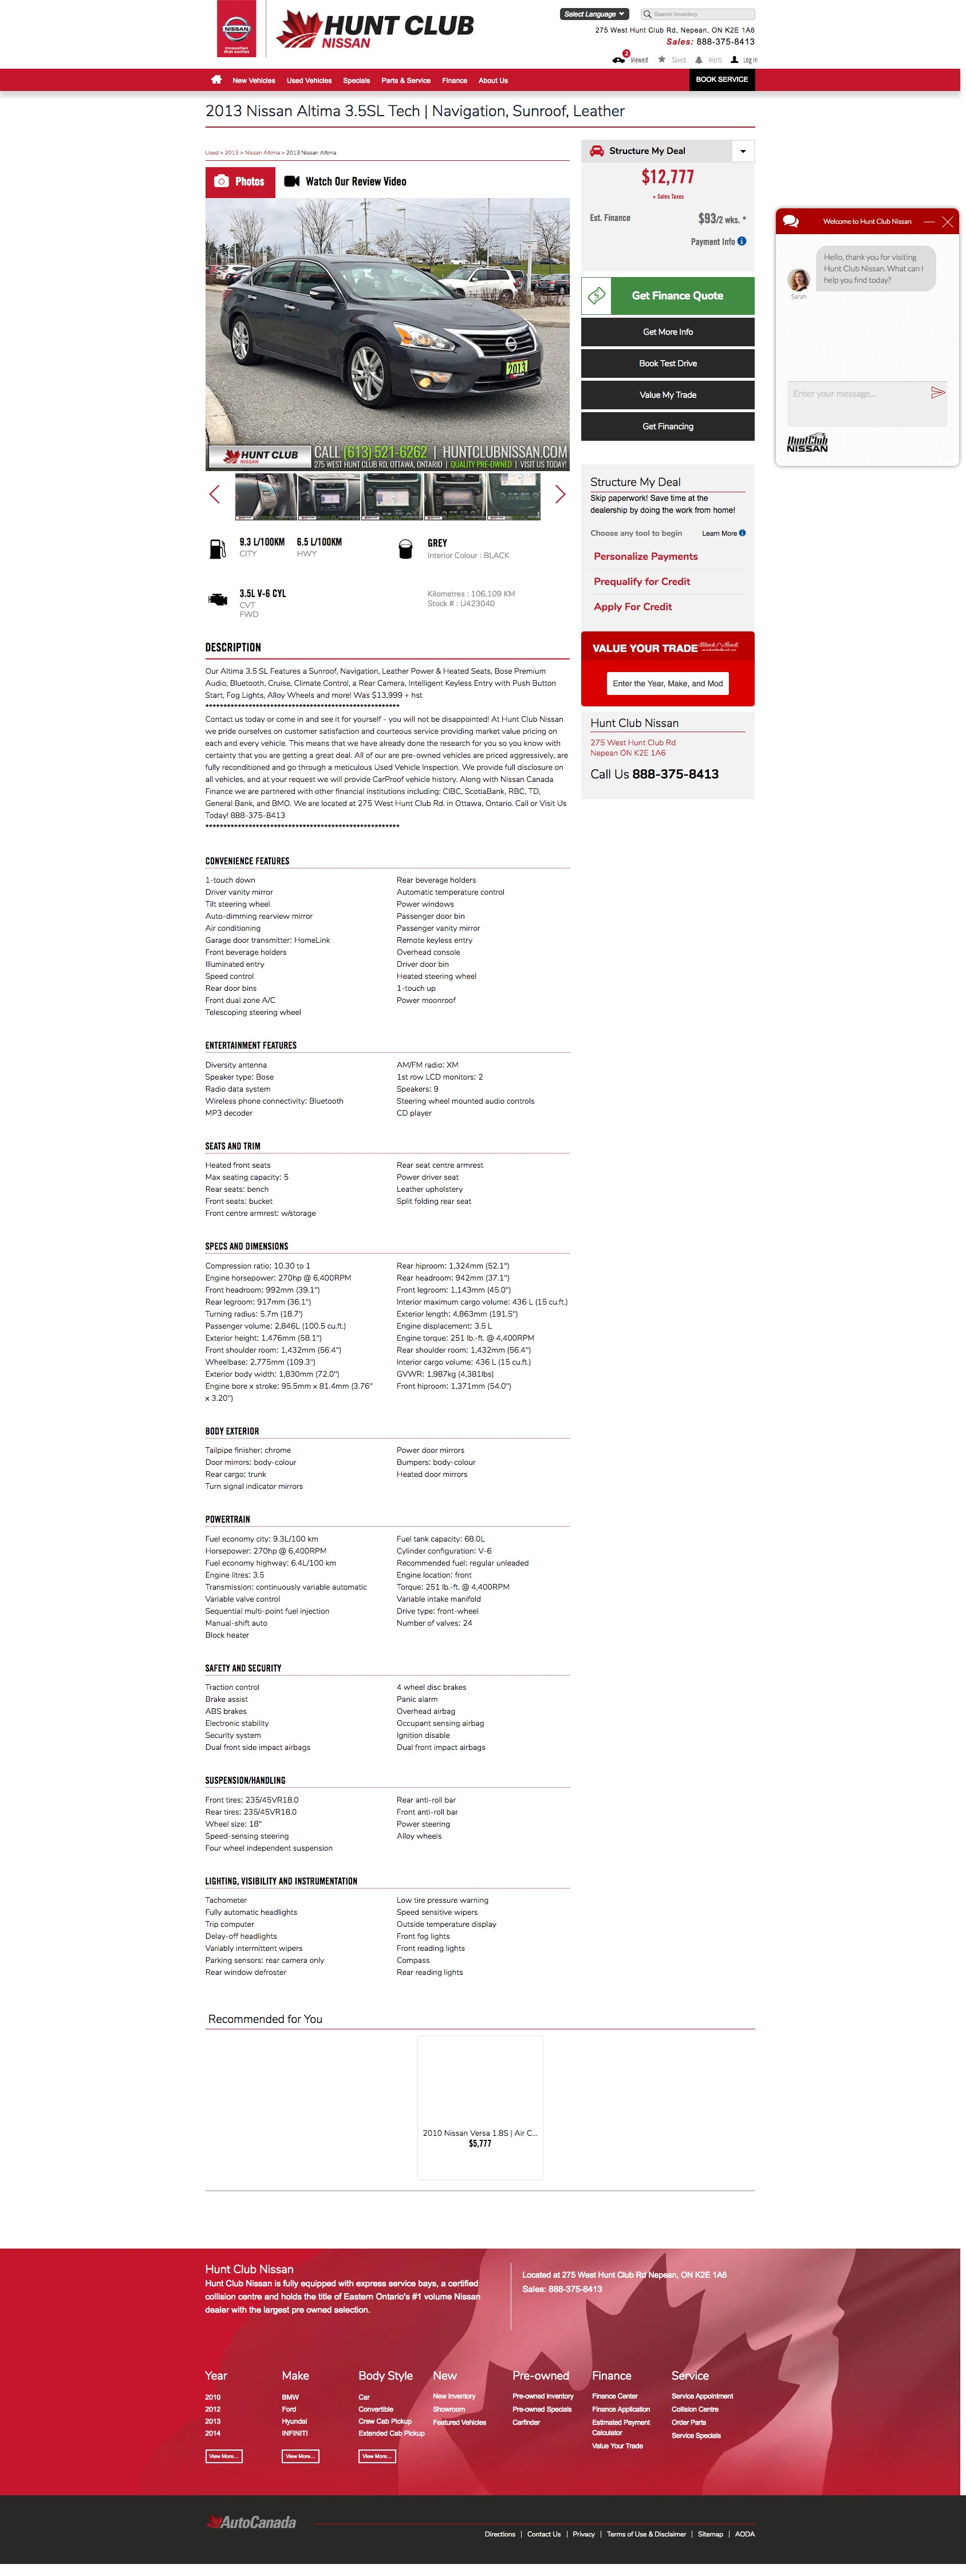 NISSAN
Innovation
that excites
HUNT CLUB
NISSAN
Select Language
Search Inventory
275 West Hunt Club Rd, Nepean, ON K2E 1A6
Sales: 888-375-8413
2
Viewed
Saved
Alerts
Log In
New Vehicles
Used Vehicles
Specials
Parts & Service
Finance
About Us
BOOK SERVICE
2013 Nissan Altima 3.5SL Tech | Navigation, Sunroof, Leather
Used > 2013 > Nissan Altima > 2013 Nissan Altima
Photos
Watch Our Review Video
2013
HUNT CLUB
NISSAN
CALL (613) 521-6262 | HUNTCLUBNISSAN.COM
275 WEST HUNT CLUB RD, OTTAWA, ONTARIO | QUALITY PRE-OWNED | VISIT US TODAY!
9.3 L/100KM
CITY
6.5 L/100KM
HWY
GREY
Interior Colour : BLACK
3.5L V-6 CYL
CVT
FWD
Kilometres : 106,109 KM
Stock # : U423040
Structure My Deal
$12,777
+ Sales Taxes
Est. Finance
$93/2 wks. *
Payment Info
Get Finance Quote
Get More Info
Book Test Drive
Value My Trade
Get Financing
Structure My Deal
Skip paperwork! Save time at the
dealership by doing the work from home!
Choose any tool to begin
Learn More
Personalize Payments
Prequalify for Credit
Apply For Credit
VALUE YOUR TRADE
Black Book
Enter the Year, Make, and Mod
Hunt Club Nissan
275 West Hunt Club Rd
Nepean ON K2E 1A6
Call Us 888-375-8413
Welcome to Hunt Club Nissan
Hello, thank you for visiting
Hunt Club Nissan. What can I
help you find today?
Sarah
Enter your message...
HuntClub
NISSAN
DESCRIPTION
Our Altima 3.5 SL Features a Sunroof, Navigation, Leather Power & Heated Seats, Bose Premium
Audio, Bluetooth, Cruise, Climate Control, a Rear Camera, Intelligent Keyless Entry with Push Button
Start, Fog Lights, Alloy Wheels and more! Was $13,999 + hst
******************************************************
Contact us today or come in and see it for yourself - you will not be disappointed! At Hunt Club Nissan
we pride ourselves on customer satisfaction and courteous service providing market value pricing on
each and every vehicle. This means that we have already done the research for you so you know with
certainty that you are getting a great deal. All of our are pre-owned vehicles are priced aggressively, are
fully reconditioned and go through a meticulous Used Vehicle Inspection. We provide full disclosure on
all vehicles, and at your request we will provide CarProof vehicle history. Along with Nissan Canada
Finance we are partnered with other financial institutions including: CIBC, ScotiaBank, RBC, TD,
General Bank, and BMO. We are located at 275 West Hunt Club Rd. in Ottawa, Ontario. Call or Visit Us
Today! 888-375-8413
******************************************************
CONVENIENCE FEATURES
1-touch down
Driver vanity mirror
Tilt steering wheel
Auto-dimming rearview mirror
Air conditioning
Garage door transmitter: HomeLink
Front beverage holders
Illuminated entry
Speed control
Rear door bins
Front dual zone A/C
Telescoping steering wheel
Rear beverage holders
Automatic temperature control
Power windows
Passenger door bin
Passenger vanity mirror
Remote keyless entry
Overhead console
Driver door bin
Heated steering wheel
1-touch up
Power moonroof
ENTERTAINMENT FEATURES
Diversity antenna
Speaker type: Bose
Radio data system
Wireless phone connectivity: Bluetooth
MP3 decoder
AM/FM radio: XM
1st row LCD monitors: 2
Speakers: 9
Steering wheel mounted audio controls
CD player
SEATS AND TRIM
Heated front seats
Max seating capacity: 5
Rear seats: bench
Front seats: bucket
Front centre armrest: w/storage
Rear seat centre armrest
Power driver seat
Leather upholstery
Split folding rear seat
SPECS AND DIMENSIONS
Compression ratio: 10.30 to 1
Engine horsepower: 270hp @ 6,400RPM
Front headroom: 992mm (39.1")
Rear legroom: 917mm (36.1")
Turning radius: 5.7m (18.7')
Passenger volume: 2,846L (100.5 cu.ft.)
Exterior height: 1,476mm (58.1")
Front shoulder room: 1,432mm (56.4")
Wheelbase: 2,775mm (109.3")
Exterior body width: 1,830mm (72.0")
Engine bore x stroke: 95.5mm x 81.4mm (3.76"
x 3.20")
Rear hiproom: 1,324mm (52.1")
Rear headroom: 942mm (37.1")
Front legroom: 1,143mm (45.0")
Interior maximum cargo volume: 436 L (15 cu.ft.)
Exterior length: 4,863mm (191.5")
Engine displacement: 3.5 L
Engine torque: 251 lb.-ft. @ 4,400RPM
Rear shoulder room: 1,432mm (56.4")
Interior cargo volume: 436 L (15 cu.ft.)
GVWR: 1,987kg (4,381lbs)
Front hiproom: 1,371mm (54.0")
BODY EXTERIOR
Tailpipe finisher: chrome
Door mirrors: body-colour
Rear cargo: trunk
Turn signal indicator mirrors
Power door mirrors
Bumpers: body-colour
Heated door mirrors
POWERTRAIN
Fuel economy city: 9.3L/100 km
Horsepower: 270hp @ 6,400RPM
Fuel economy highway: 6.4L/100 km
Engine litres: 3.5
Transmission: continuously variable automatic
Variable valve control
Sequential multi-point fuel injection
Manual-shift auto
Block heater
Fuel tank capacity: 68.0L
Cylinder configuration: V-6
Recommended fuel: regular unleaded
Engine location: front
Torque: 251 lb.-ft. @ 4,400RPM
Variable intake manifold
Drive type: front-wheel
Number of valves: 24
SAFETY AND SECURITY
Traction control
Brake assist
ABS brakes
Electronic stability
Security system
Dual front side impact airbags
4 wheel disc brakes
Panic alarm
Overhead airbag
Occupant sensing airbag
Ignition disable
Dual front impact airbags
SUSPENSION/HANDLING
Front tires: 235/45VR18.0
Rear tires: 235/45VR18.0
Wheel size: 18"
Speed-sensing steering
Four wheel independent suspension
Rear anti-roll bar
Front anti-roll bar
Power steering
Alloy wheels
LIGHTING, VISIBILITY AND INSTRUMENTATION
Tachometer
Fully automatic headlights
Trip computer
Delay-off headlights
Variably intermittent wipers
Parking sensors: rear camera only
Rear window defroster
Low tire pressure warning
Speed sensitive wipers
Outside temperature display
Front fog lights
Front reading lights
Compass
Rear reading lights
Recommended for You
2010 Nissan Versa 1.8S | Air C...
$5,777
Hunt Club Nissan
Hunt Club Nissan is fully equipped with express service bays, a certified
collision centre and holds the title of Eastern Ontario's #1 volume Nissan
dealer with the largest pre owned selection.
Located at 275 West Hunt Club Rd Nepean, ON K2E 1A6
Sales: 888-375-8413
Year
2010
2012
2013
2014
View More...
Make
BMW
Ford
Hyundai
INFINITI
View More...
Body Style
Car
Convertible
Crew Cab Pickup
Extended Cab Pickup
View More...
New
New Inventory
Showroom
Featured Vehicles
Pre-owned
Pre-owned Inventory
Pre-owned Specials
Carfinder
Finance
Finance Center
Finance Application
Estimated Payment
Calculator
Value Your Trade
Service
Service Appointment
Collision Centre
Order Parts
Service Specials
AutoCanada
Directions | Contact Us | Privacy | Terms of Use & Disclaimer | Sitemap | AODA